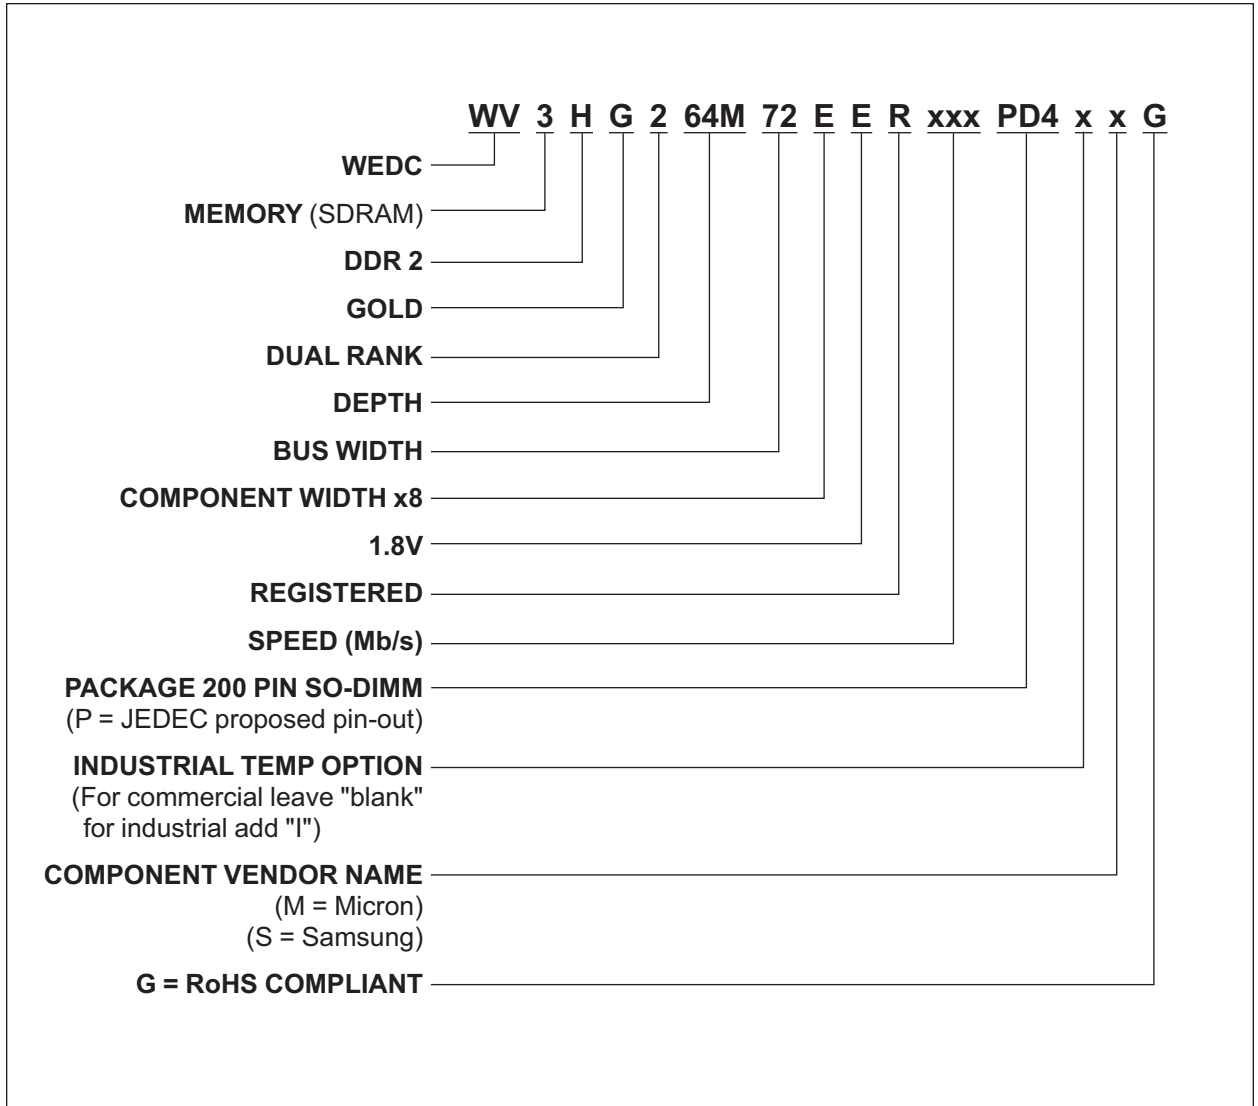 WV 3 H G 2 64M 72 E E R xxx PD4 x x G
WEDC
MEMORY (SDRAM)
DDR 2
GOLD
DUAL RANK
DEPTH
BUS WIDTH
COMPONENT WIDTH x8
1.8V
REGISTERED
SPEED (Mb/s)
PACKAGE 200 PIN SO-DIMM
(P = JEDEC proposed pin-out)
INDUSTRIAL TEMP OPTION
(For commercial leave "blank"
for industrial add "I")
COMPONENT VENDOR NAME
(M = Micron)
(S = Samsung)
G = RoHS COMPLIANT